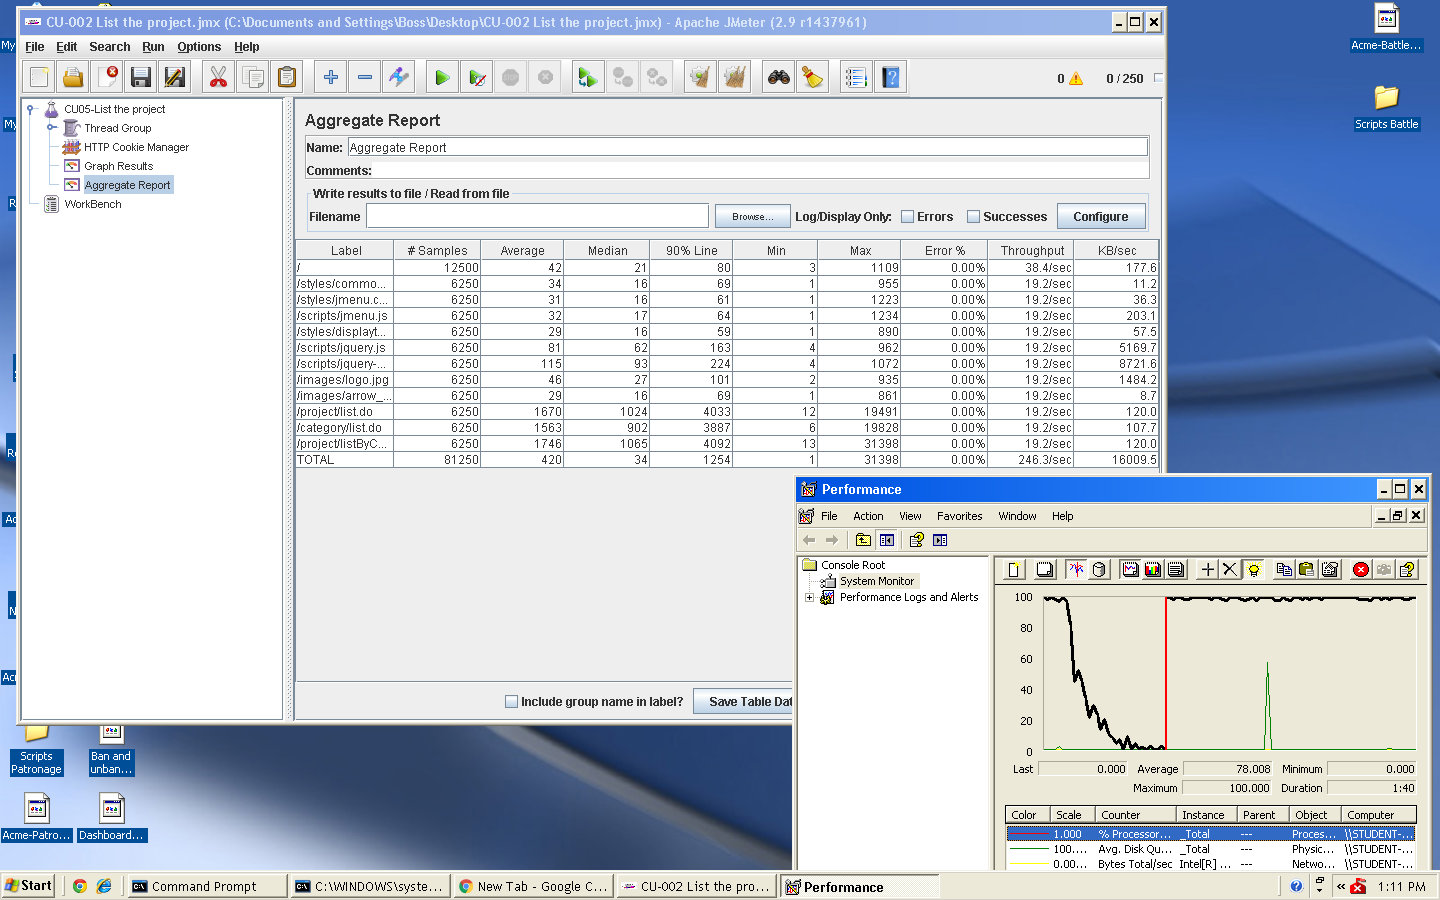 CU-002 List the project.jmx (C:\Documents and Settings\Boss\Desktop\CU-002 List the project.jmx) - Apache JMeter (2.9 r1437961)
File Edit Search Run Options Help
0 0 / 250
CU05-List the project
Thread Group
HTTP Cookie Manager
Graph Results
Aggregate Report
WorkBench
Aggregate Report
Name: Aggregate Report
Comments:
Write results to file / Read from file
Filename Browse... Log/Display Only: Errors Successes Configure
Label # Samples Average Median 90% Line Min Max Error % Throughput KB/sec
/ 12500 42 21 80 3 1109 0.00% 38.4/sec 177.6
/styles/commo... 6250 34 16 69 1 955 0.00% 19.2/sec 11.2
/styles/jmenu.c... 6250 31 16 61 1 1223 0.00% 19.2/sec 36.3
/scripts/jmenu.js 6250 32 17 64 1 1234 0.00% 19.2/sec 203.1
/styles/displayt... 6250 29 16 59 1 890 0.00% 19.2/sec 57.5
/scripts/jquery.js 6250 81 62 163 4 962 0.00% 19.2/sec 5169.7
/scripts/jquery-... 6250 115 93 224 4 1072 0.00% 19.2/sec 8721.6
/images/logo.jpg 6250 46 27 101 2 935 0.00% 19.2/sec 1484.2
/images/arrow_... 6250 29 16 69 1 861 0.00% 19.2/sec 8.7
/project/list.do 6250 1670 1024 4033 12 19491 0.00% 19.2/sec 120.0
/category/list.do 6250 1563 902 3887 6 19828 0.00% 19.2/sec 107.7
/project/listByC... 6250 1746 1065 4092 13 31398 0.00% 19.2/sec 120.0
TOTAL 81250 420 34 1254 1 31398 0.00% 246.3/sec 16009.5
Include group name in label? Save Table Dat
Acme-Battle...
Scripts Battle
My
My
Scripts Patronage
Ban and unban...
Acme-Patro...
Dashboard...
Performance
File Action View Favorites Window Help
Console Root
System Monitor
Performance Logs and Alerts
100
80
60
40
20
0
Last 0.000 Average 78.008 Minimum 0.000
Maximum 100.000 Duration 1:40
Color Scale Counter Instance Parent Object Computer
1.000 % Processor... _Total --- Proces... \\STUDENT-...
100.... Avg. Disk Qu... _Total --- Physic... \\STUDENT-...
0.00... Bytes Total/sec Intel[R] ... --- Netwo... \\STUDENT-...
Start Command Prompt C:\WINDOWS\syste... New Tab - Google C... CU-002 List the pro... Performance 1:11 PM